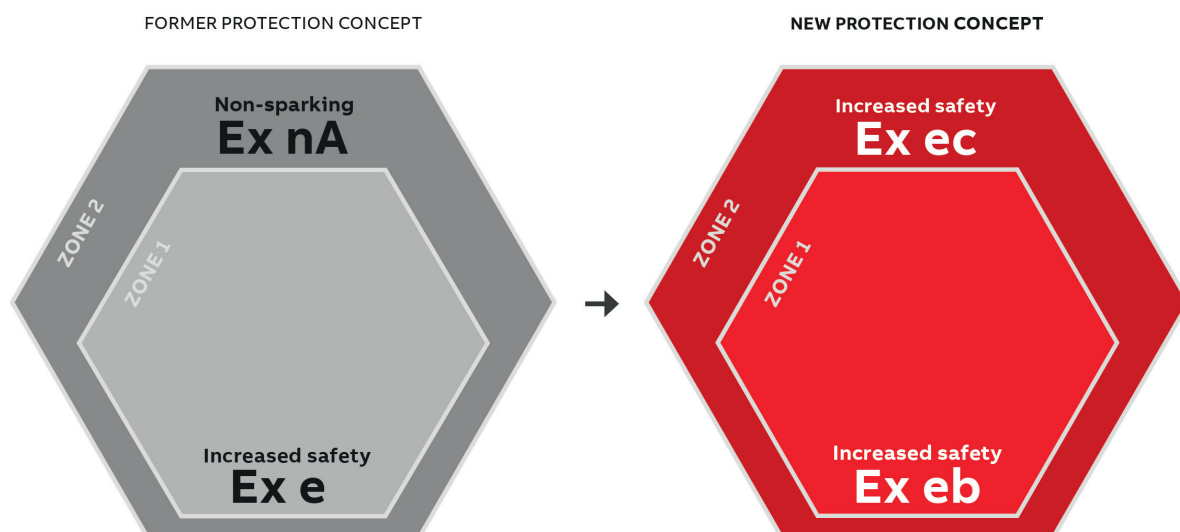 FORMER PROTECTION CONCEPT
Non-sparking
Ex nA
ZONE 2
ZONE 1
Increased safety
Ex e
NEW PROTECTION CONCEPT
Increased safety
Ex ec
ZONE 2
ZONE 1
Increased safety
Ex eb